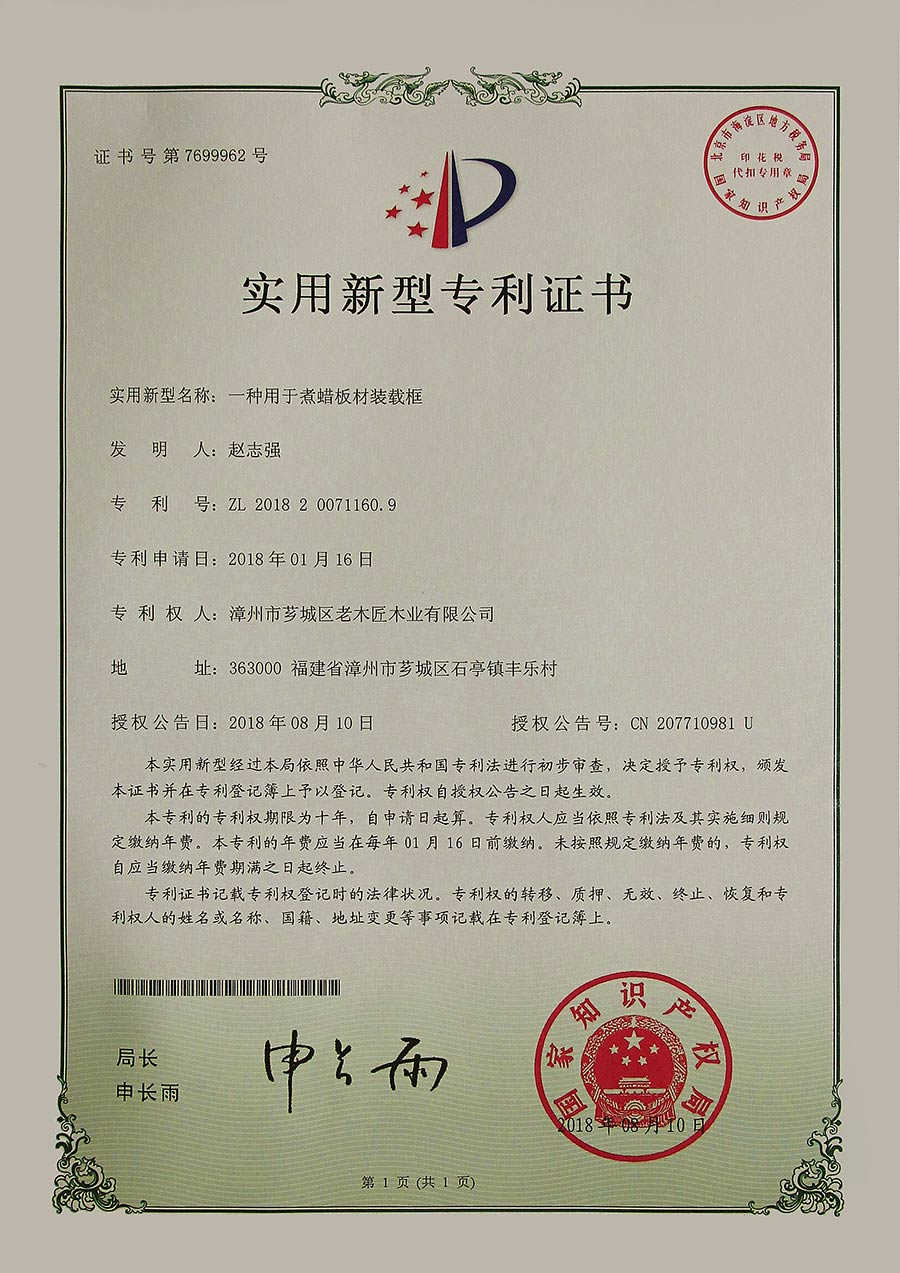 证书号第7699962号
北京市海淀区地方税务局
印花税
代扣专用章
国家知识产权局
实用新型专利证书
实用新型名称：一种用于煮蜡板材装载框
发明人：赵志强
专利号：ZL 2018 2 0071160.9
专利申请日：2018年01月16日
专利权人：漳州市芗城区老木匠木业有限公司
地址：363000 福建省漳州市芗城区石亭镇丰乐村
授权公告日：2018年08月10日 授权公告号：CN 207710981 U
本实用新型经过本局依照中华人民共和国专利法进行初步审查，决定授予专利权，颁发
本证书并在专利登记簿上予以登记。专利权自授权公告之日起生效。
本专利的专利权期限为十年，自申请日起算。专利权人应当依照专利法及其实施细则规
定缴纳年费。本专利的年费应当在每年01月16日前缴纳。未按照规定缴纳年费的，专利权
自应当缴纳年费期满之日起终止。
专利证书记载专利权登记时的法律状况。专利权的转移、质押、无效、终止、恢复和专
利权人的姓名或名称、国籍、地址变更等事项记载在专利登记簿上。
局长
申长雨
申长雨
国家知识产权局
2018年08月10日
第 1 页 (共 1 页)